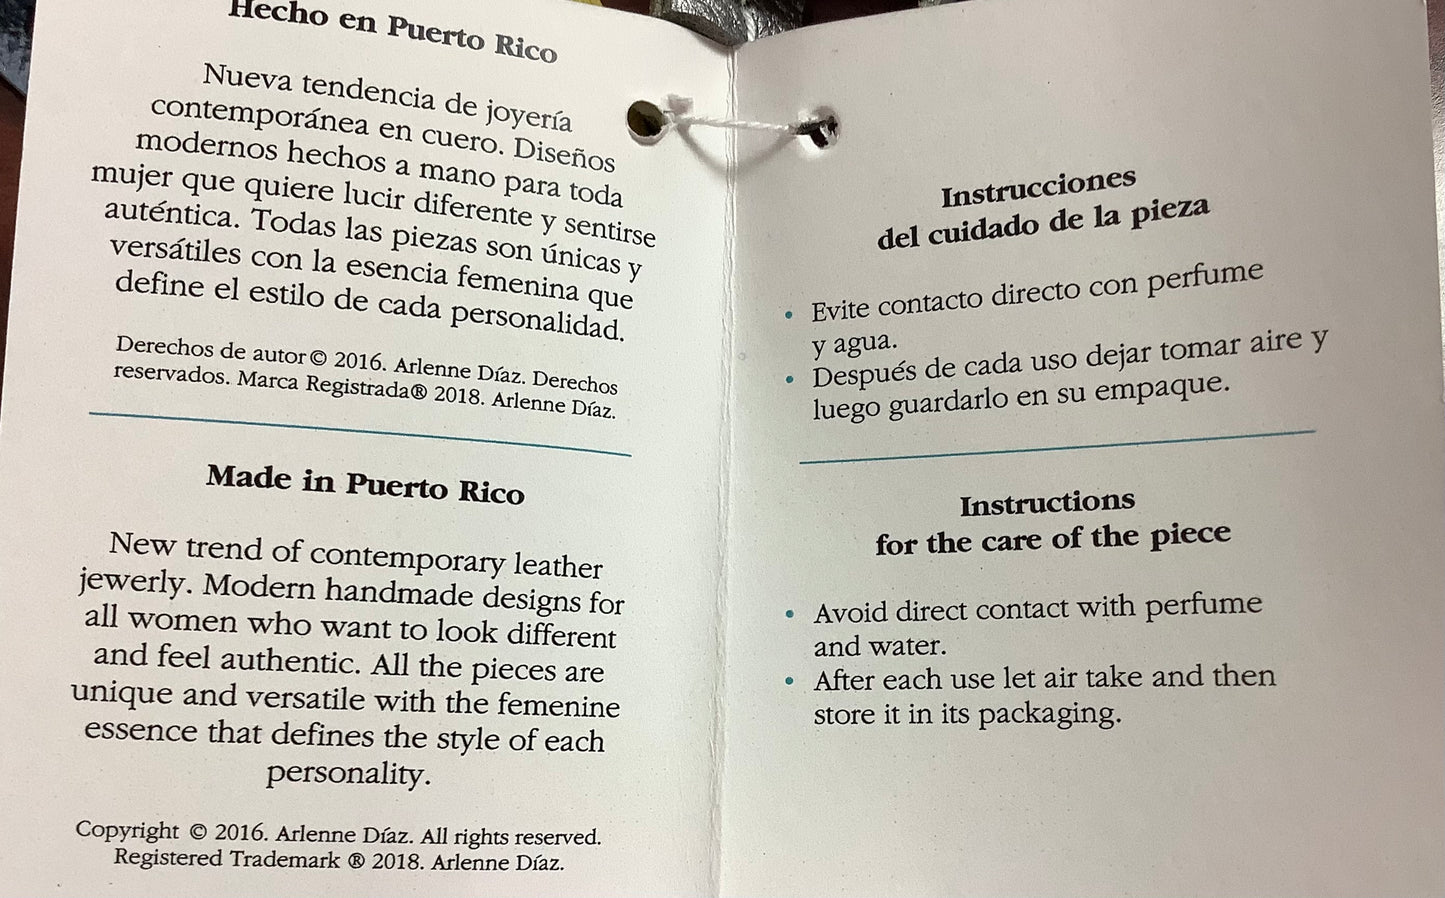 Hecho en Puerto Rico
Nueva tendencia de joyería
contemporánea en cuero. Diseños
modernos hechos a mano para toda
mujer que quiere lucir diferente y sentirse
auténtica. Todas las piezas son únicas y
versátiles con la esencia femenina que
define el estilo de cada personalidad.
Derechos de autor © 2016. Arlenne Díaz. Derechos
reservados. Marca Registrada® 2018. Arlenne Díaz.
Made in Puerto Rico
New trend of contemporary leather
jewerly. Modern handmade designs for
all women who want to look different
and feel authentic. All the pieces are
unique and versatile with the femenine
essence that defines the style of each
personality.
Copyright © 2016. Arlenne Díaz. All rights reserved.
Registered Trademark ® 2018. Arlenne Díaz.
Instrucciones
del cuidado de la pieza
• Evite contacto directo con perfume
y agua.
• Después de cada uso dejar tomar aire y
luego guardarlo en su empaque.
Instructions
for the care of the piece
• Avoid direct contact with perfume
and water.
• After each use let air take and then
store it in its packaging.